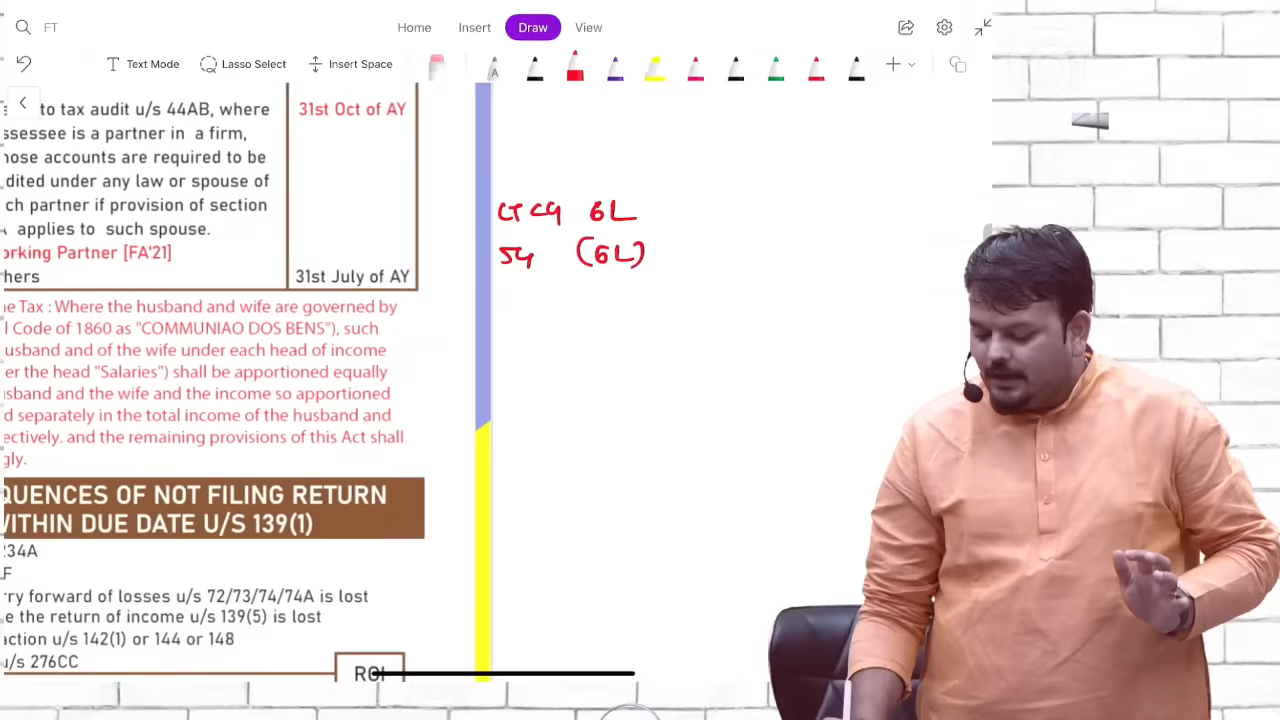 FT
Home Insert Draw View
Text Mode Lasso Select Insert Space
to tax audit u/s 44AB, where 31st Oct of AY
ssessee is a partner in a firm,
hose accounts are required to be
dited under any law or spouse of
ch partner if provision of section
applies to such spouse.
orking Partner [FA'21]
hers 31st July of AY
LTCG 6L
54 (6L)
ne Tax : Where the husband and wife are governed by
l Code of 1860 as "COMMUNIAO DOS BENS"), such
usband and of the wife under each head of income
er the head "Salaries") shall be apportioned equally
usband and the wife and the income so apportioned
d separately in the total income of the husband and
ectively. and the remaining provisions of this Act shall
gly.
QUENCES OF NOT FILING RETURN
WITHIN DUE DATE U/S 139(1)
234A
F
rry forward of losses u/s 72/73/74/74A is lost
e the return of income u/s 139(5) is lost
action u/s 142(1) or 144 or 148
u/s 276CC
ROI